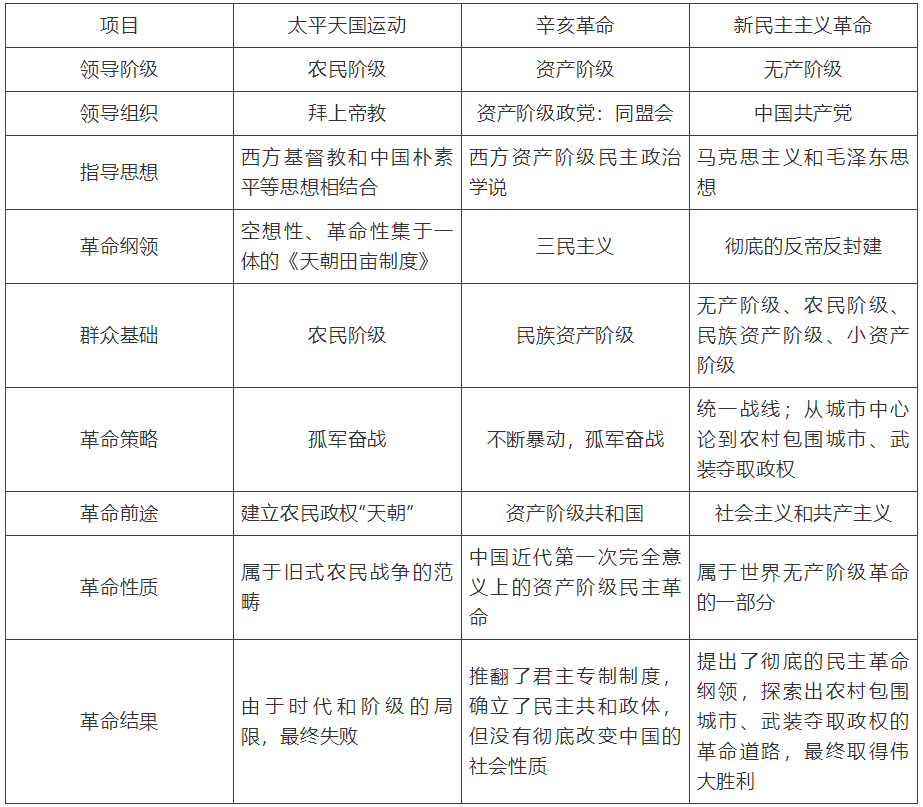 项目 太平天国运动 辛亥革命 新民主主义革命
领导阶级 农民阶级 资产阶级 无产阶级
领导组织 拜上帝教 资产阶级政党：同盟会 中国共产党
指导思想
西方基督教和中国朴素
平等思想相结合
西方资产阶级民主政治
学说
马克思主义和毛泽东思
想
革命纲领
空想性、革命性集于一
体的《天朝田亩制度》
三民主义
彻底的反帝反封建
群众基础
农民阶级
民族资产阶级
无产阶级、农民阶级、
民族资产阶级、小资产
阶级
革命策略
孤军奋战
不断暴动，孤军奋战
统一战线；从城市中心
论到农村包围城市、武
装夺取政权
革命前途 建立农民政权“天朝” 资产阶级共和国 社会主义和共产主义
革命性质
属于旧式农民战争的范
畴
中国近代第一次完全意
义上的资产阶级民主革
命
属于世界无产阶级革命
的一部分
革命结果
由于时代和阶级的局
限，最终失败
推翻了君主专制制度，
确立了民主共和政体，
但没有彻底改变中国的
社会性质
提出了彻底的民主革命
纲领，探索出农村包围
城市、武装夺取政权的
革命道路，最终取得伟
大胜利